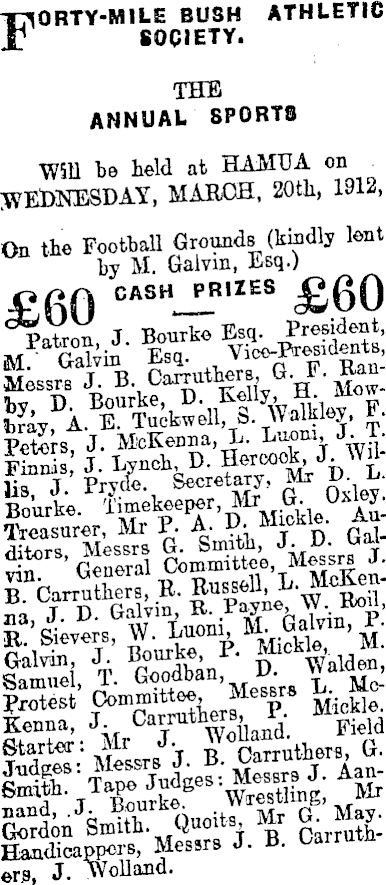 FORTY-MILE BUSH ATHLETIC
SOCIETY.
THE
ANNUAL SPORTS
Will be held at HAMUA on
WEDNESDAY, MARCH, 20th, 1912,
On the Football Grounds (kindly lent
by M. Galvin, Esq.)
£60 CASH PRIZES £60
Patron, J. Bourke Esq. President,
M. Galvin Esq. Vice-Presidents,
Messrs J. B. Carruthers, G. F. Ran-
by, D. Bourke, D. Kelly, H. Mow-
bray, A. E. Tuckwell, S. Walkley, F.
Peters, J. McKenna, L. Luoni, J. T.
Finnis, J. Lynch, D. Hercock, J. Wil-
lis, J. Pryde. Secretary, Mr D. L.
Bourke. Timekeeper, Mr G. Oxley.
Treasurer, Mr P. A. D. Mickle. Au-
ditors, Messrs G. Smith, J. D. Gal-
vin. General Committee, Messrs J.
B. Carruthers, R. Russell, L. McKen-
na, J. D. Galvin, R. Payne, W. Roil,
R. Sievers, W. Luoni, M. Galvin, P.
Galvin, J. Bourke, P. Mickle, M.
Samuel, T. Goodban, D. Walden,
Protest Committee, Messrs L. Mc-
Kenna, J. Carruthers, P. Mickle.
Starter: Mr J. Wolland. Field
Judges: Messrs J. B. Carruthers, G.
Smith. Tape Judges: Messrs J. Aan-
nand, J. Bourke. Wrestling, Mr
Gordon Smith. Quoits, Mr G. May.
Handicappers, Messrs J. B. Carruth-
ers, J. Wolland.